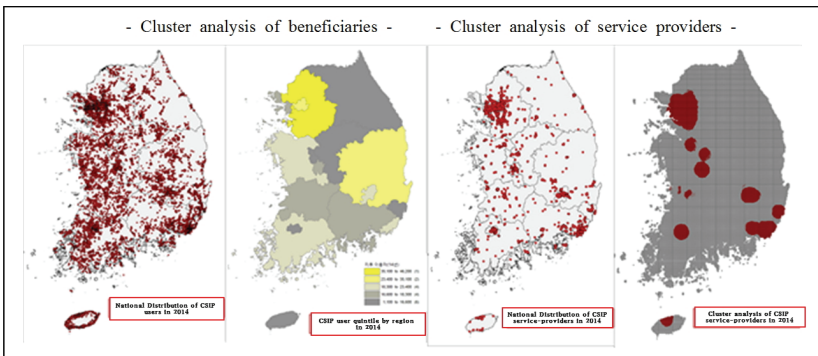 - Cluster analysis of beneficiaries -
- Cluster analysis of service providers -
National Distribution of CSIP
users in 2014
CSIP user quintile by region
in 2014
National Distribution of CSIP
service-providers in 2014
Cluster analysis of CSIP
service-providers in 2014